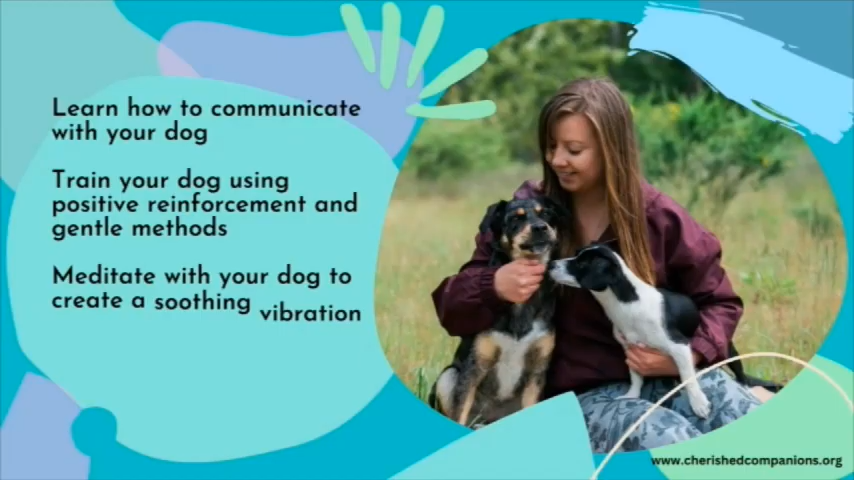 Learn how to communicate
with your dog
Train your dog using
positive reinforcement and
gentle methods
Meditate with your dog to
create a soothing vibration
www.cherishedcompanions.org